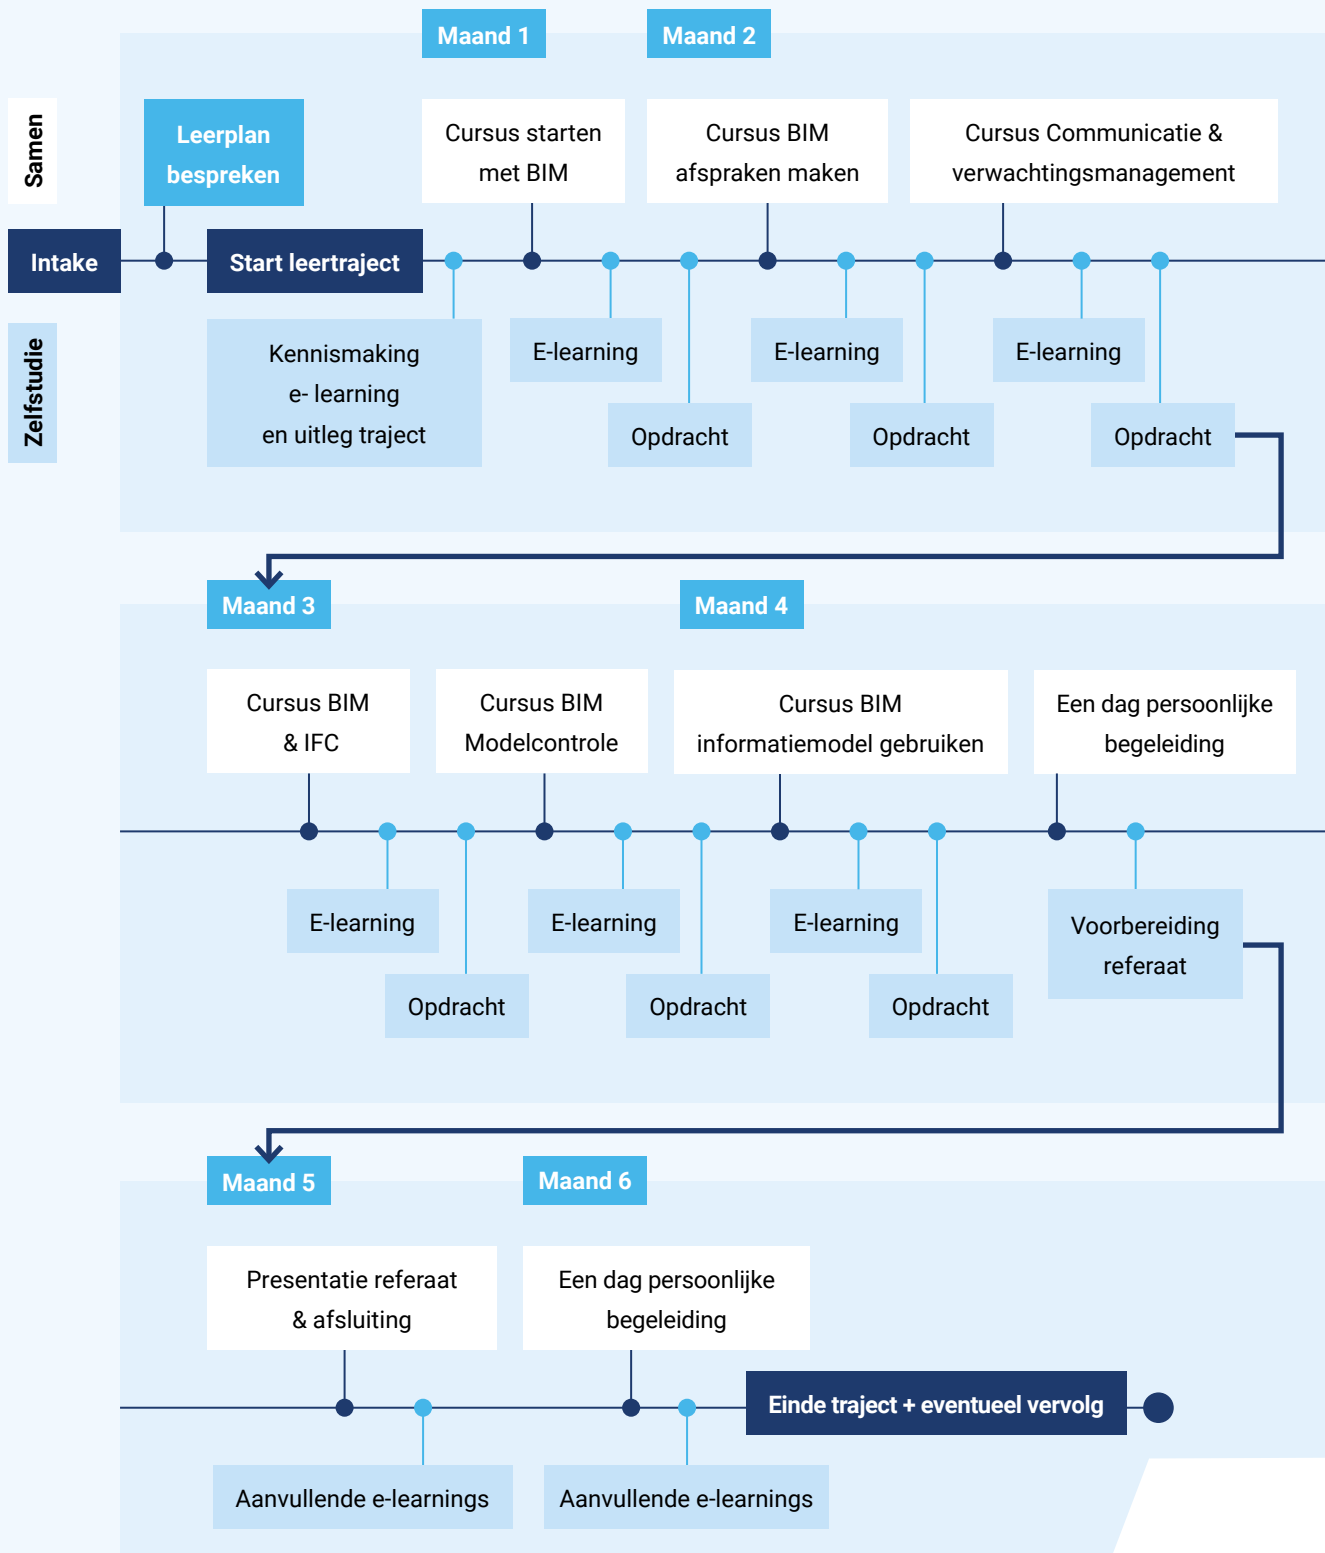 Maand 1
Maand 2
Samen
Leerplan
bespreken
Cursus starten
met BIM
Cursus BIM
afspraken maken
Cursus Communicatie &
verwachtingsmanagement
Intake
Start leertraject
Zelfstudie
Kennismaking
e- learning
en uitleg traject
E-learning
Opdracht
E-learning
Opdracht
E-learning
Opdracht
Maand 3
Maand 4
Cursus BIM
& IFC
Cursus BIM
Modelcontrole
Cursus BIM
informatiemodel gebruiken
Een dag persoonlijke
begeleiding
E-learning
Opdracht
E-learning
Opdracht
E-learning
Opdracht
Voorbereiding
referaat
Maand 5
Maand 6
Presentatie referaat
& afsluiting
Een dag persoonlijke
begeleiding
Einde traject + eventueel vervolg
Aanvullende e-learnings
Aanvullende e-learnings